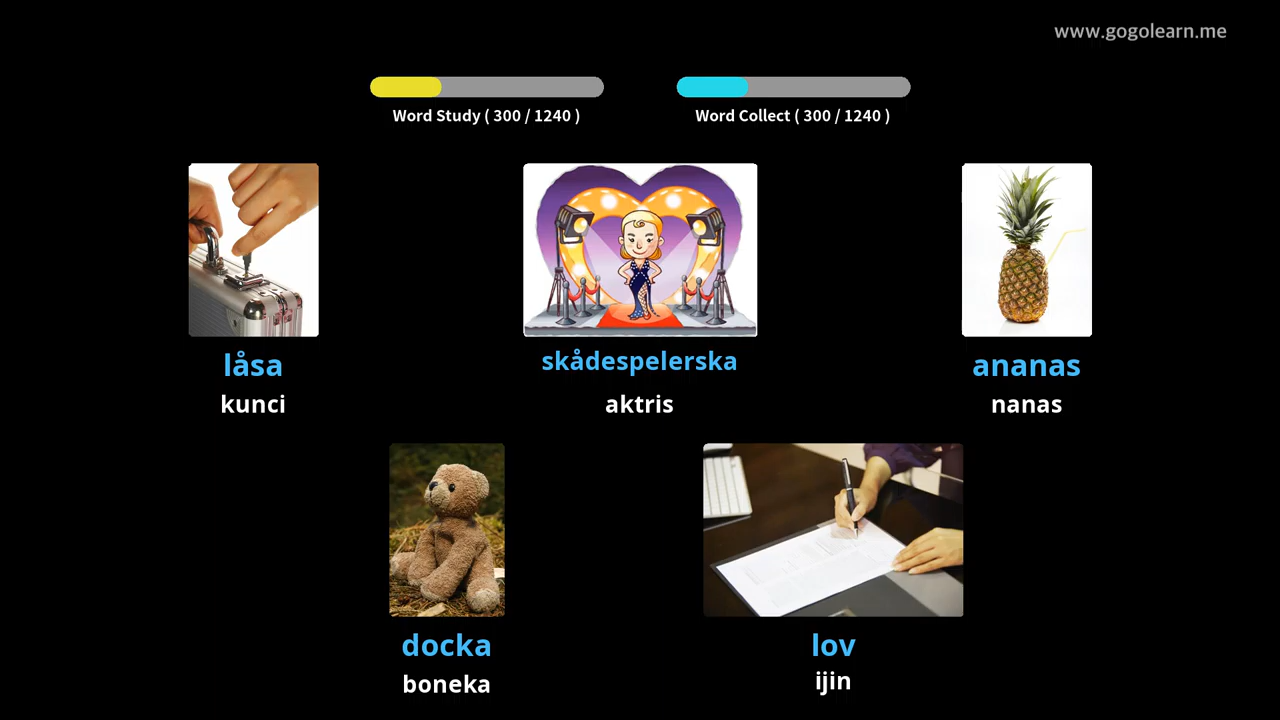 www.gogolearn.me
Word Study ( 300 / 1240 )
Word Collect ( 300 / 1240 )
låsa
kunci
skådespelerska
aktris
ananas
nanas
docka
boneka
lov
ijin